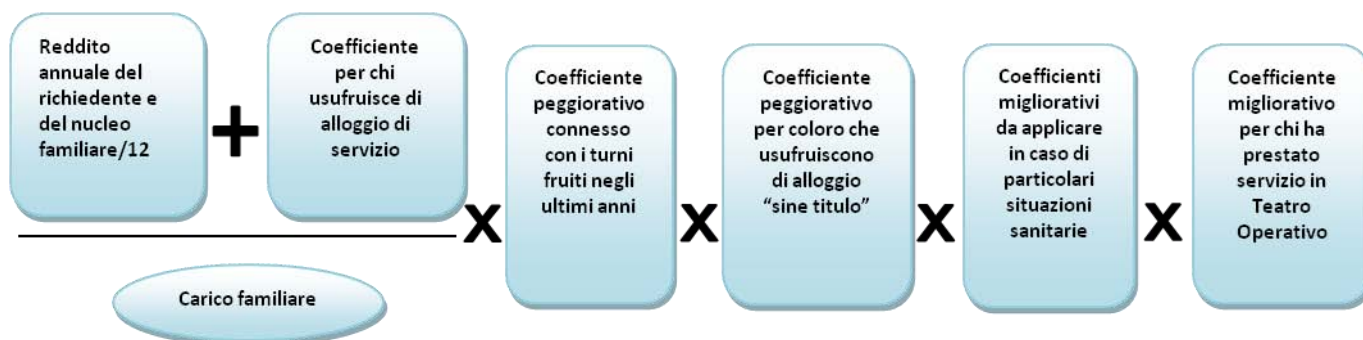 Reddito
annuale del
richiedente e
del nucleo
familiare/12
+
Coefficiente
per chi
usufruisce di
alloggio di
servizio
Carico familiare
X
Coefficiente
peggiorativo
connesso
con i turni
fruiti negli
ultimi anni
X
Coefficiente
peggiorativo
per coloro che
usufruiscono
di alloggio
“sine titulo”
X
Coefficienti
migliorativi
da applicare
in caso di
particolari
situazioni
sanitarie
X
Coefficiente
migliorativo
per chi ha
prestato
servizio in
Teatro
Operativo